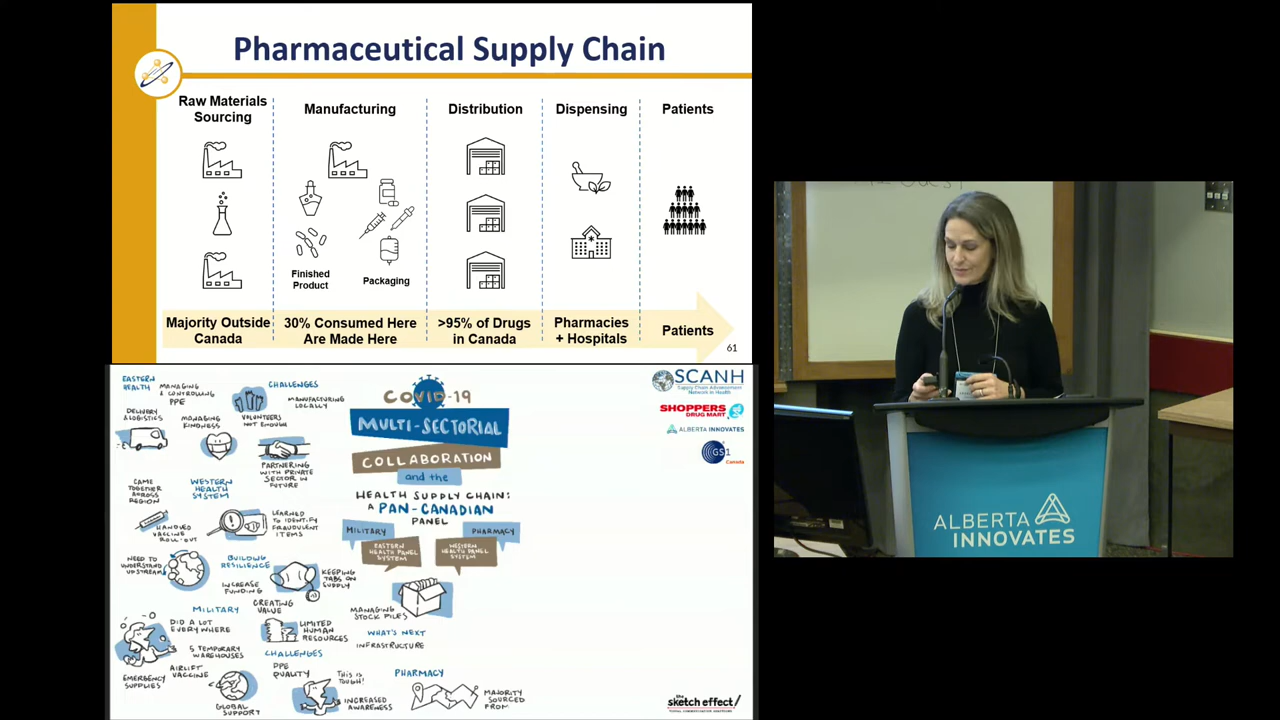 Pharmaceutical Supply Chain
Raw Materials
Sourcing
Manufacturing
Distribution
Dispensing
Patients
Finished
Product
Packaging
Majority Outside
Canada
30% Consumed Here
Are Made Here
>95% of Drugs
in Canada
Pharmacies
+ Hospitals
Patients
61
EASTERN
HEALTH
MANAGING
& CONTROLLING
PPE
CHALLENGES
MANUFACTURING
LOCALLY
DELIVERY
& LOGISTICS
MANAGING
KINDNESS
VOLUNTEERS
NOT ENOUGH
PARTNERING
WITH PRIVATE
SECTOR IN
FUTURE
CAME
TOGETHER
ACROSS
REGION
WESTERN
HEALTH
SYSTEM
HANDLED
VACCINE
ROLL-OUT
LEARNED
TO IDENTIFY
FRAUDULENT
ITEMS
NEED TO
UNDERSTAND
UPSTREAM
BUILDING
RESILIENCE
INCREASE
FUNDING
KEEPING
TABS ON
SUPPLY
MILITARY
DID A LOT
EVERYWHERE
5 TEMPORARY
WAREHOUSES
CREATING
VALUE
LIMITED
HUMAN
RESOURCES
CHALLENGES
EMERGENCY
SUPPLIES
AIRLIFT
VACCINE
GLOBAL
SUPPORT
PPE
QUALITY
THIS IS
TOUGH!
INCREASED
AWARENESS
COVID-19
MULTI-SECTORIAL
COLLABORATION
and the
HEALTH SUPPLY CHAIN:
A PAN-CANADIAN
PANEL
MILITARY
PHARMACY
EASTERN
HEALTH PANEL
SYSTEM
WESTERN
HEALTH PANEL
SYSTEM
MANAGING
STOCK PILES
WHAT'S NEXT
INFRASTRUCTURE
PHARMACY
MAJORITY
SOURCED
FROM
SCANH
Supply Chain Advancement
Network in Health
SHOPPERS
DRUG MART
ALBERTA INNOVATES
GS1
Canada
the
sketch effect/
ALBERTA
INNOVATES